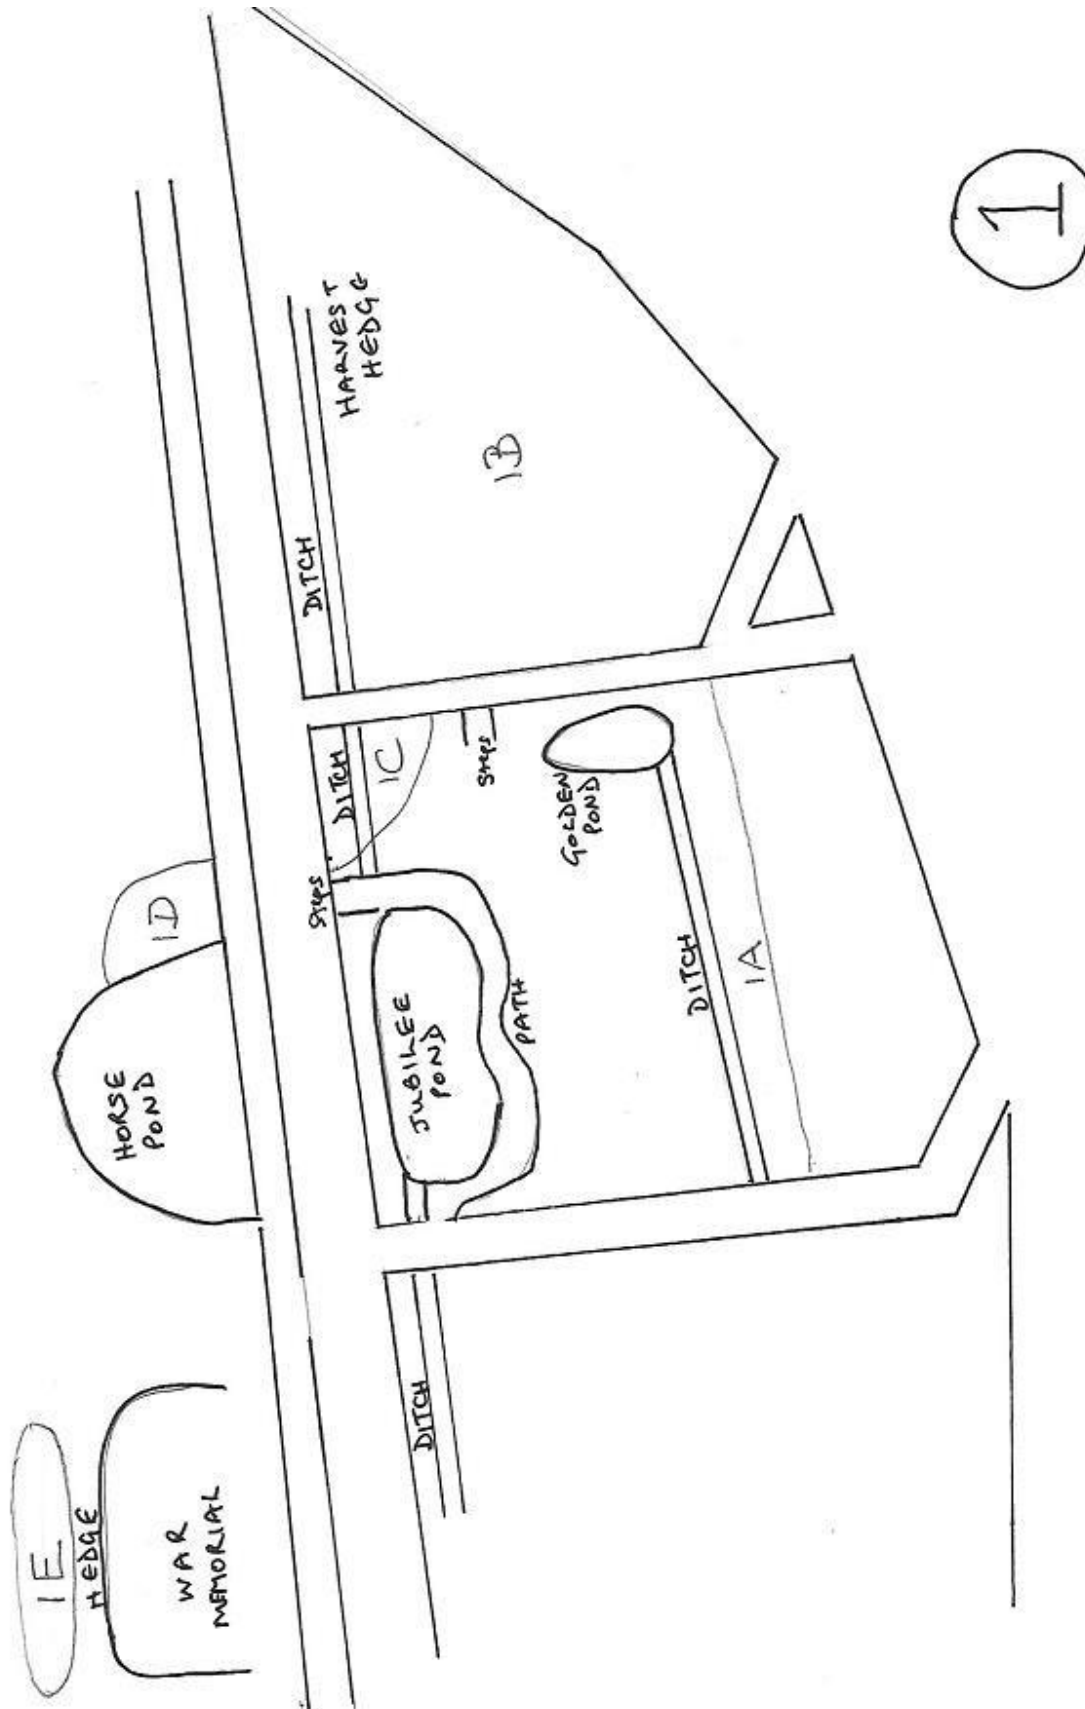 1E
HEDGE
WAR
MEMORIAL
HORSE
POND
1D
DITCH
JUBILEE
POND
PATH
Steps
DITCH
1C
Steps
GOLDEN
POND
DITCH
1A
DITCH
HARVEST
HEDGE
1B
1